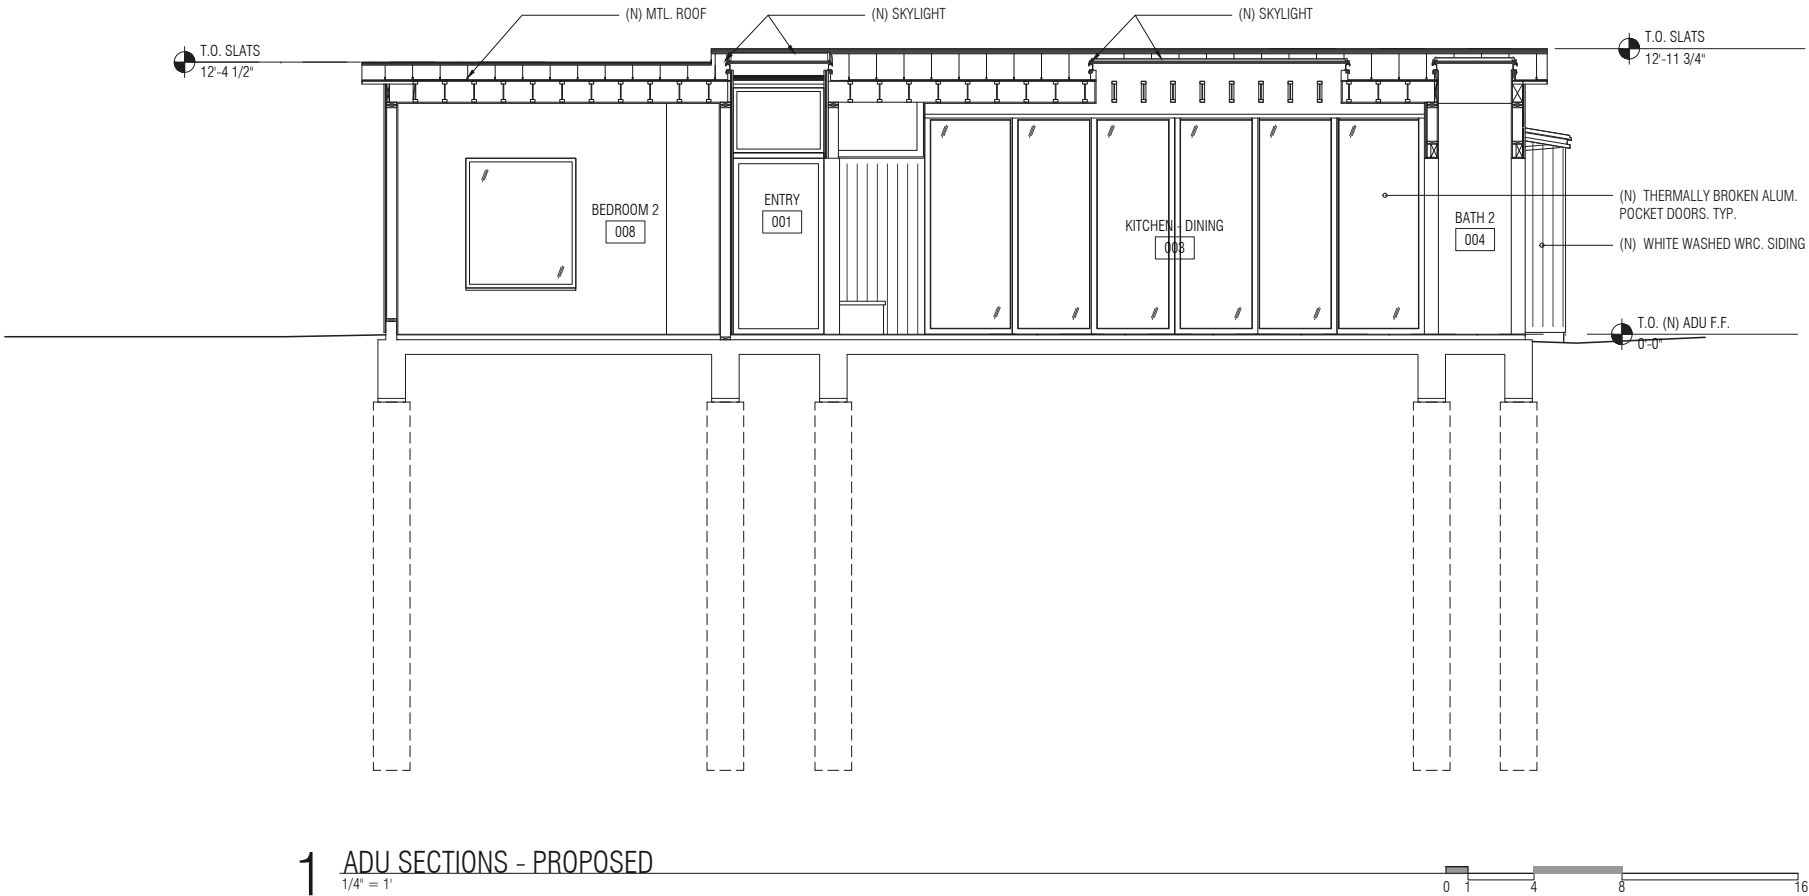 (N) MTL. ROOF
(N) SKYLIGHT
(N) SKYLIGHT
T.O. SLATS
12'-4 1/2"
T.O. SLATS
12'-11 3/4"
BEDROOM 2
008
ENTRY
001
KITCHEN - DINING
003
BATH 2
004
(N) THERMALLY BROKEN ALUM.
POCKET DOORS. TYP.
(N) WHITE WASHED WRC. SIDING
T.O. (N) ADU F.F.
0'-0"
1 ADU SECTIONS - PROPOSED
1/4" = 1'
0 1 4 8 16